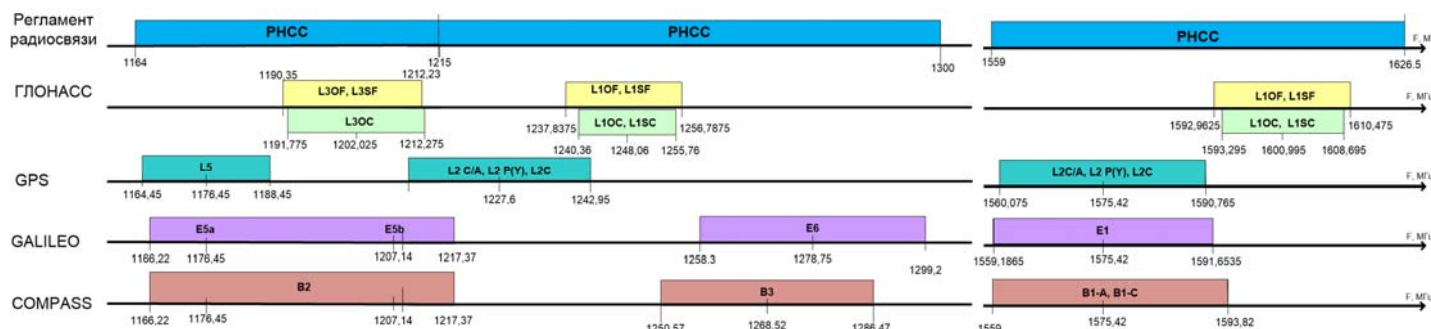 Регламент
радиосвязи
РНСС
РНСС
РНСС
F, М
1164
1215
1300
1559
1626.5
ГЛОНАСС
1190,35
1212,23
L3OF, L3SF
L1OF, L1SF
L1OF, L1SF
F, МГц
L3OC
1237,8375
L1OC, L1SC
1256,7875
1592,9625
L1OC, L1SC
1610,475
1191,775
1202,025
1212,275
1240,36
1248,06
1255,76
1593,295
1600,995
1608,695
GPS
L5
L2 C/A, L2 P(Y), L2C
L2C/A, L2 P(Y), L2C
F, МГц
1164,45
1176,45
1188,45
1227,6
1242,95
1560,075
1575,42
1590,765
GALILEO
E5a
E5b
E6
E1
F, МГц
1166,22
1176,45
1207,14
1217,37
1258.3
1278,75
1299,2
1559,1865
1575,42
1591,6535
COMPASS
B2
B3
B1-A, B1-C
F, МГц
1166,22
1176,45
1207,14
1217,37
1250,57
1268,52
1286,47
1559
1575,42
1593,82